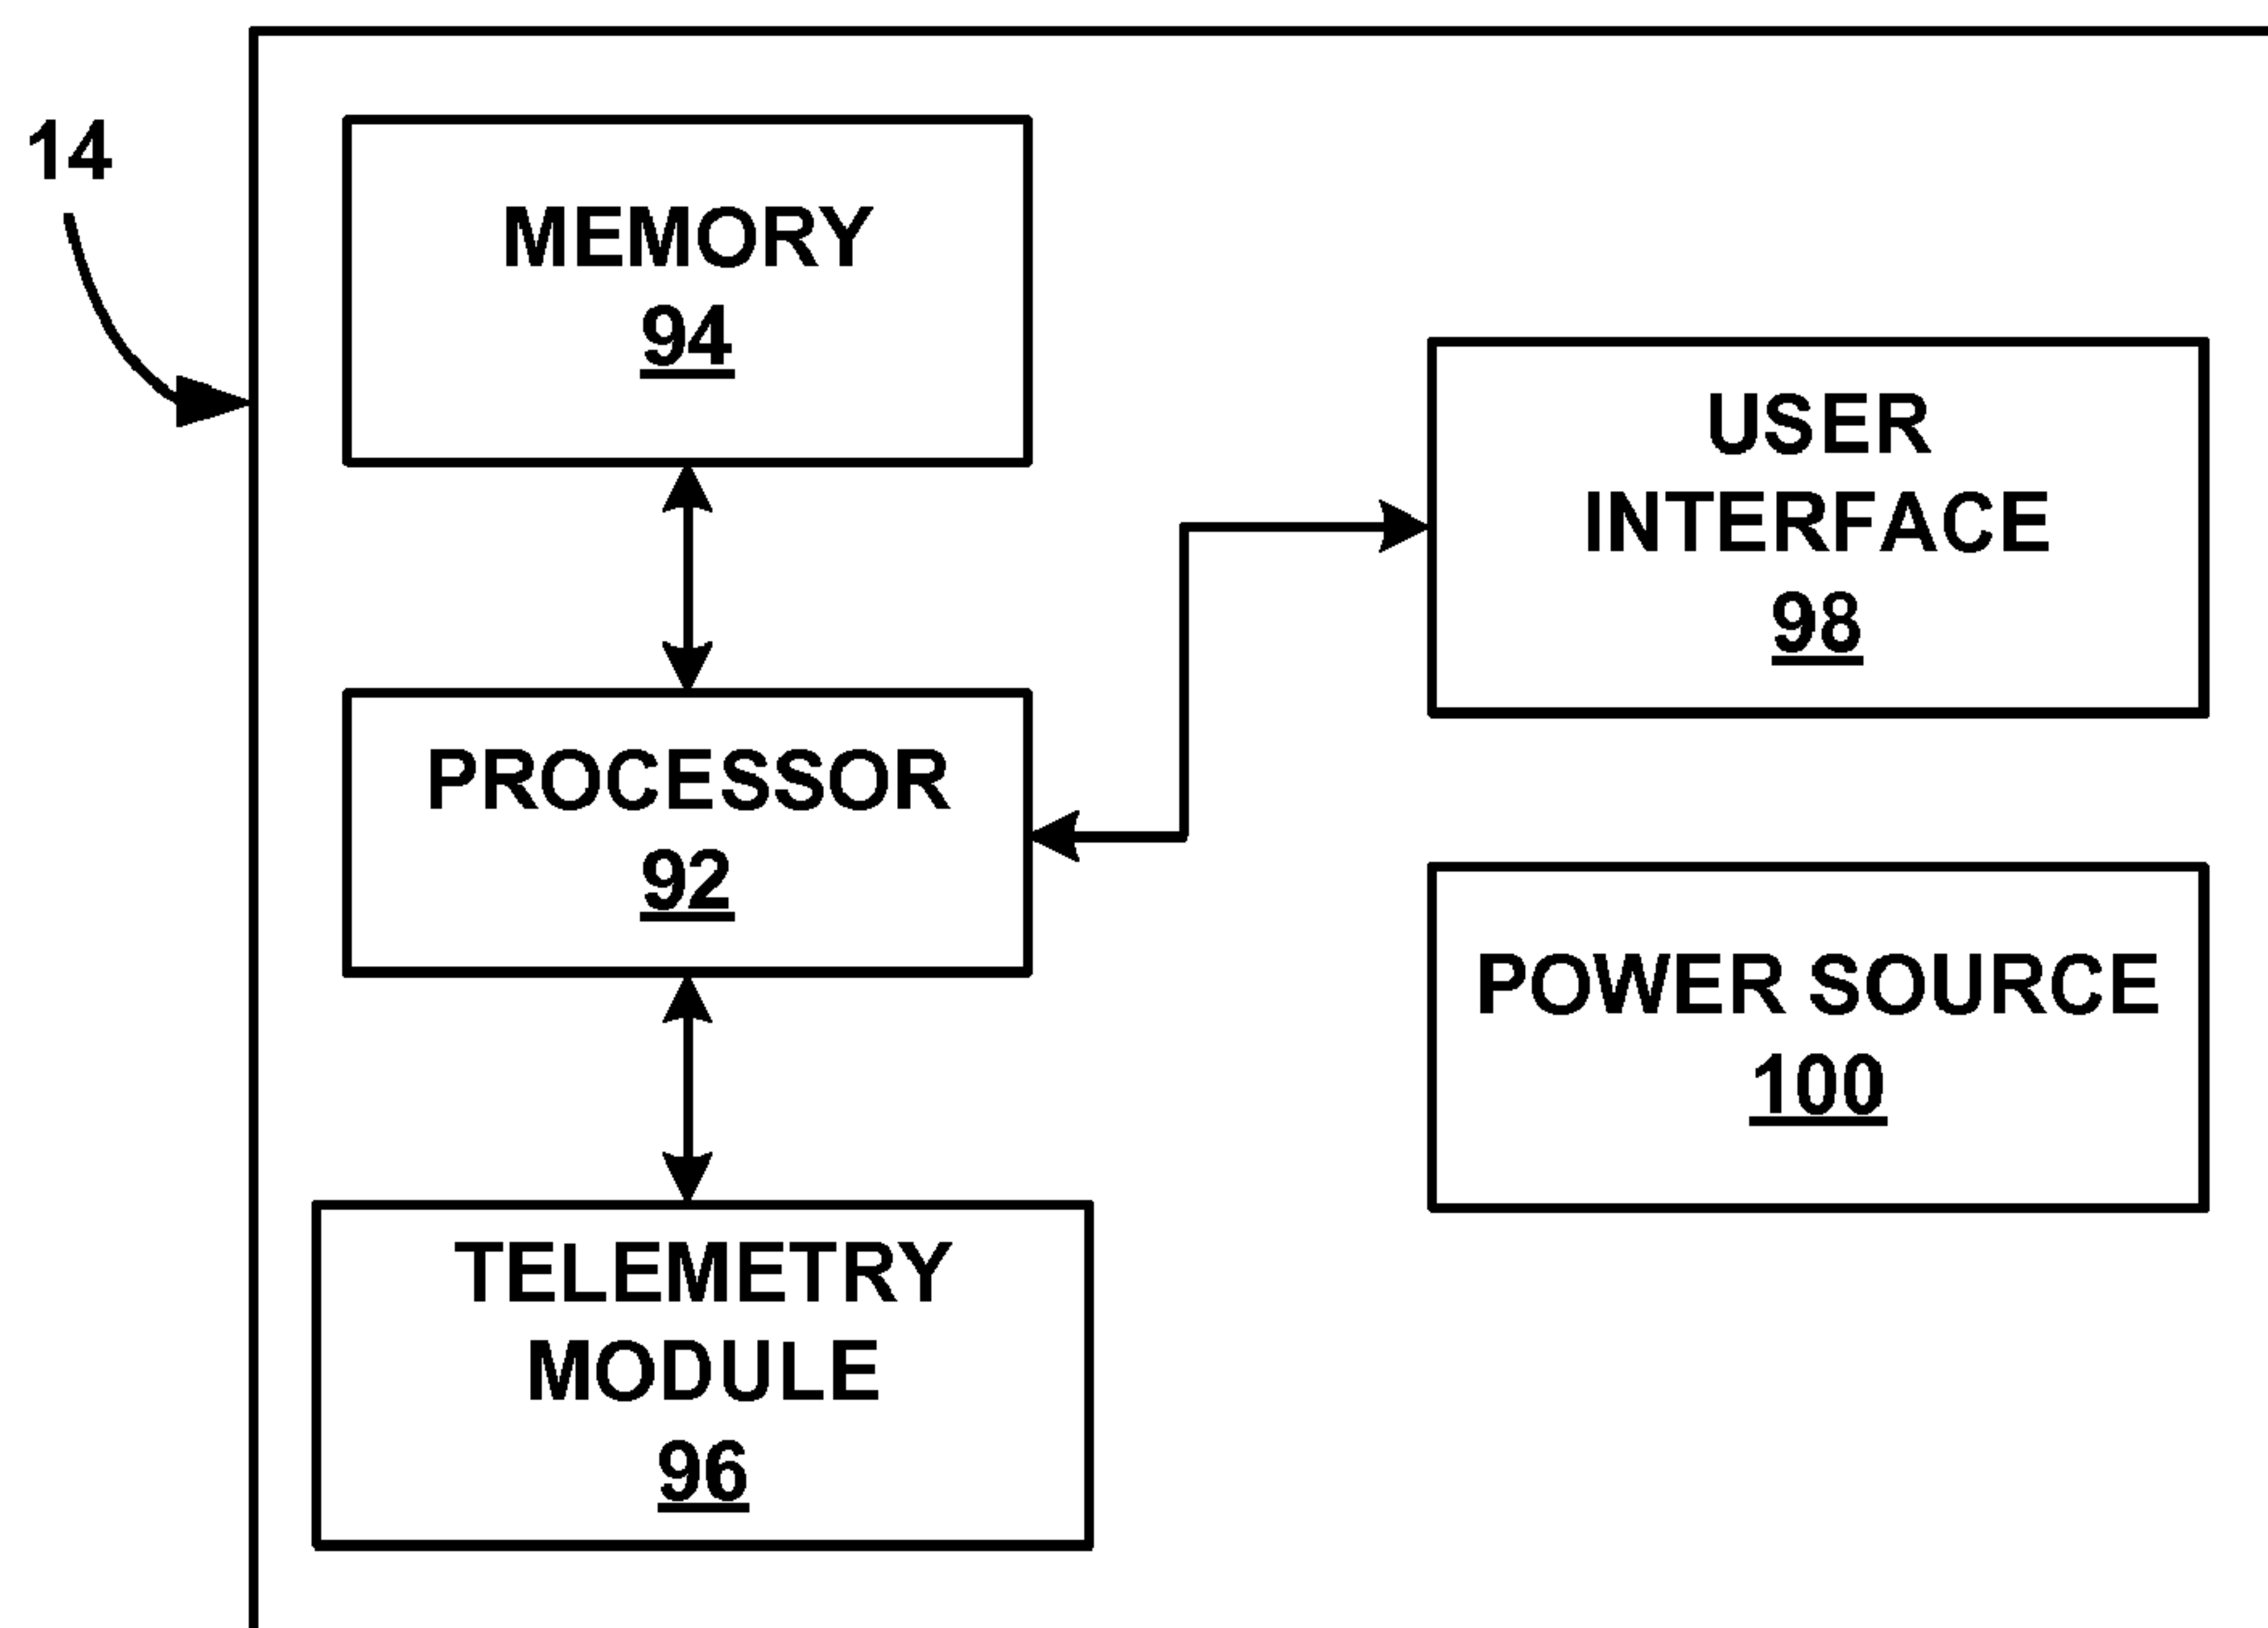 14
MEMORY
94
USER
INTERFACE
98
PROCESSOR
92
POWER SOURCE
100
TELEMETRY
MODULE
96